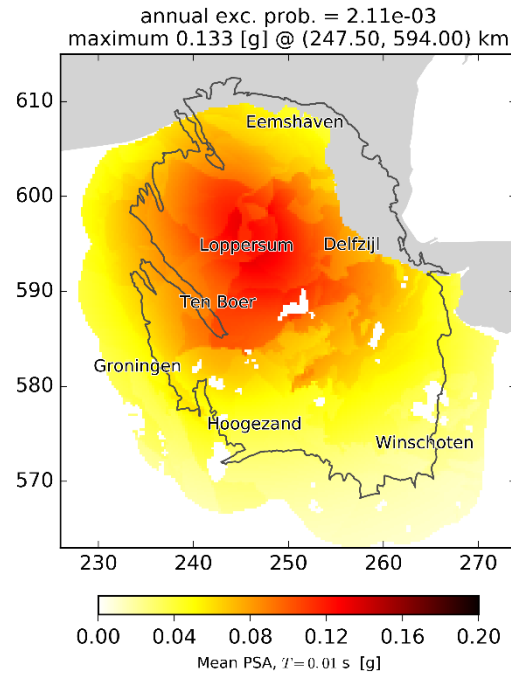 annual exc. prob. = 2.11e-03
maximum 0.133 [g] @ (247.50, 594.00) km
610
Eemshaven
600
Loppersum
Delfzijl
590
Ten Boer
Groningen
580
Hoogezand
Winschoten
570
230 240 250 260 270
0.00 0.04 0.08 0.12 0.16 0.20
Mean PSA, T = 0.01 s [g]